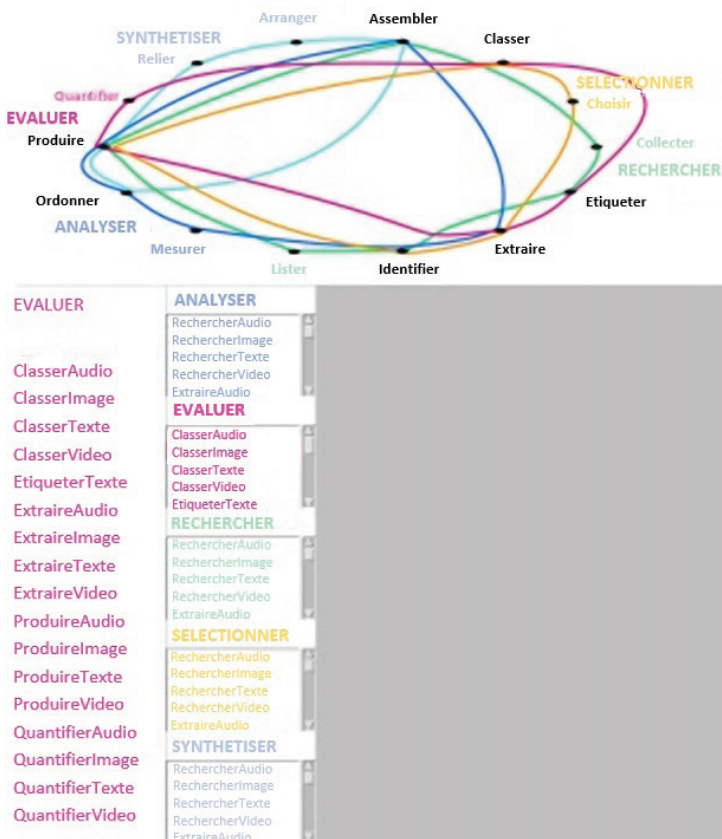 Arranger
Assembler
SYNTHETISER
Classer
Relier
SELECTIONNER
Quantifier
Choisir
EVALUER
Produire
Collecter
RECHERCHER
Ordonner
Etiqueter
ANALYSER
Mesurer
Extraire
Lister
Identifier
EVALUER
ClasserAudio
ClasserImage
ClasserTexte
ClasserVideo
EtiqueterTexte
ExtraireAudio
ExtraireImage
ExtraireTexte
ExtraireVideo
ProduireAudio
ProduireImage
ProduireTexte
ProduireVideo
QuantifierAudio
QuantifierImage
QuantifierTexte
QuantifierVideo
ANALYSER
RechercherAudio
RechercherImage
RechercherTexte
RechercherVideo
ExtraireAudio
EVALUER
ClasserAudio
ClasserImage
ClasserTexte
ClasserVideo
EtiqueterTexte
RECHERCHER
RechercherAudio
RechercherImage
RechercherTexte
RechercherVideo
ExtraireAudio
SELECTIONNER
RechercherAudio
RechercherImage
RechercherTexte
RechercherVideo
ExtraireAudio
SYNTHETISER
RechercherAudio
RechercherImage
RechercherTexte
RechercherVideo
ExtraireAudio